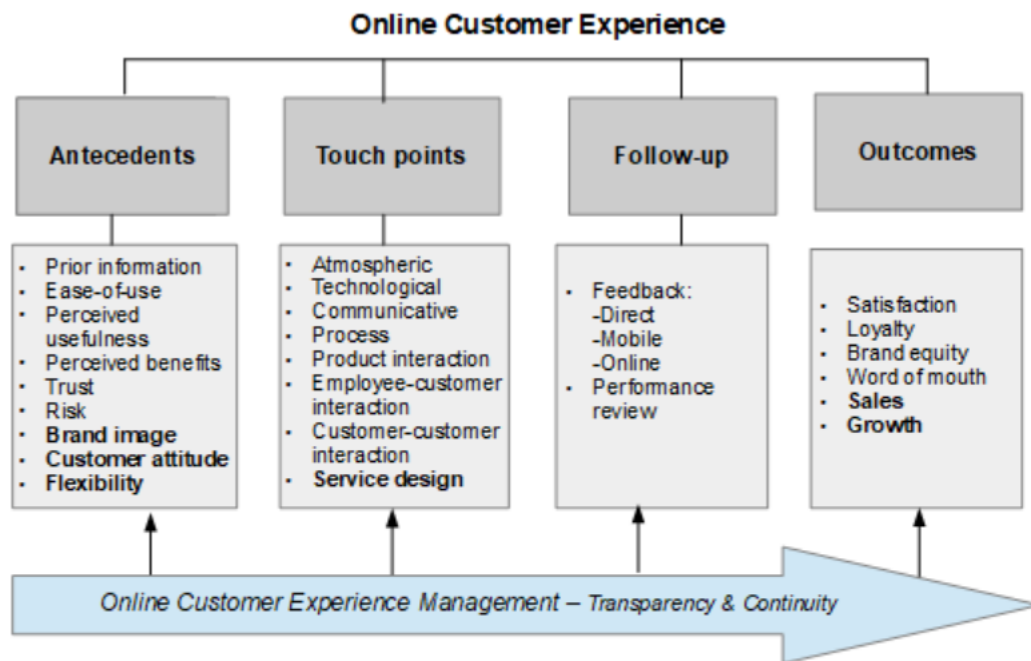 Online Customer Experience
Antecedents
Touch points
Follow-up
Outcomes
• Prior information
• Ease-of-use
• Perceived
usefulness
• Perceived benefits
• Trust
• Risk
• Brand image
• Customer attitude
• Flexibility
• Atmospheric
• Technological
• Communicative
• Process
• Product interaction
• Employee-customer
interaction
• Customer-customer
interaction
• Service design
• Feedback:
-Direct
-Mobile
-Online
• Performance
review
• Satisfaction
• Loyalty
• Brand equity
• Word of mouth
• Sales
• Growth
Online Customer Experience Management – Transparency & Continuity